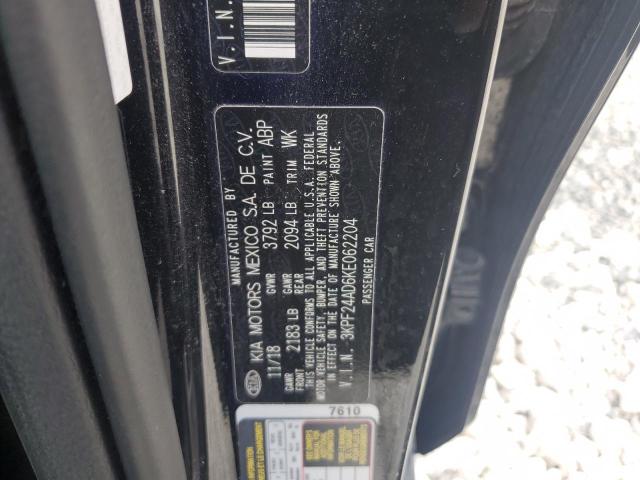 V.I.N.
MANUFACTURED BY
KIA MOTORS MEXICO S.A. DE C.V.
11/18 GVWR 3792 LB PAINT ABP
GAWR FRONT 2183 LB GAWR REAR 2094 LB TRIM WK
THIS VEHICLE CONFORMS TO ALL APPLICABLE U.S.A. FEDERAL
MOTOR VEHICLE SAFETY, BUMPER, AND THEFT PREVENTION STANDARDS
IN EFFECT ON THE DATE OF MANUFACTURE SHOWN ABOVE.
V.I.N. 3KPF24AD6KE062204
PASSENGER CAR
7610